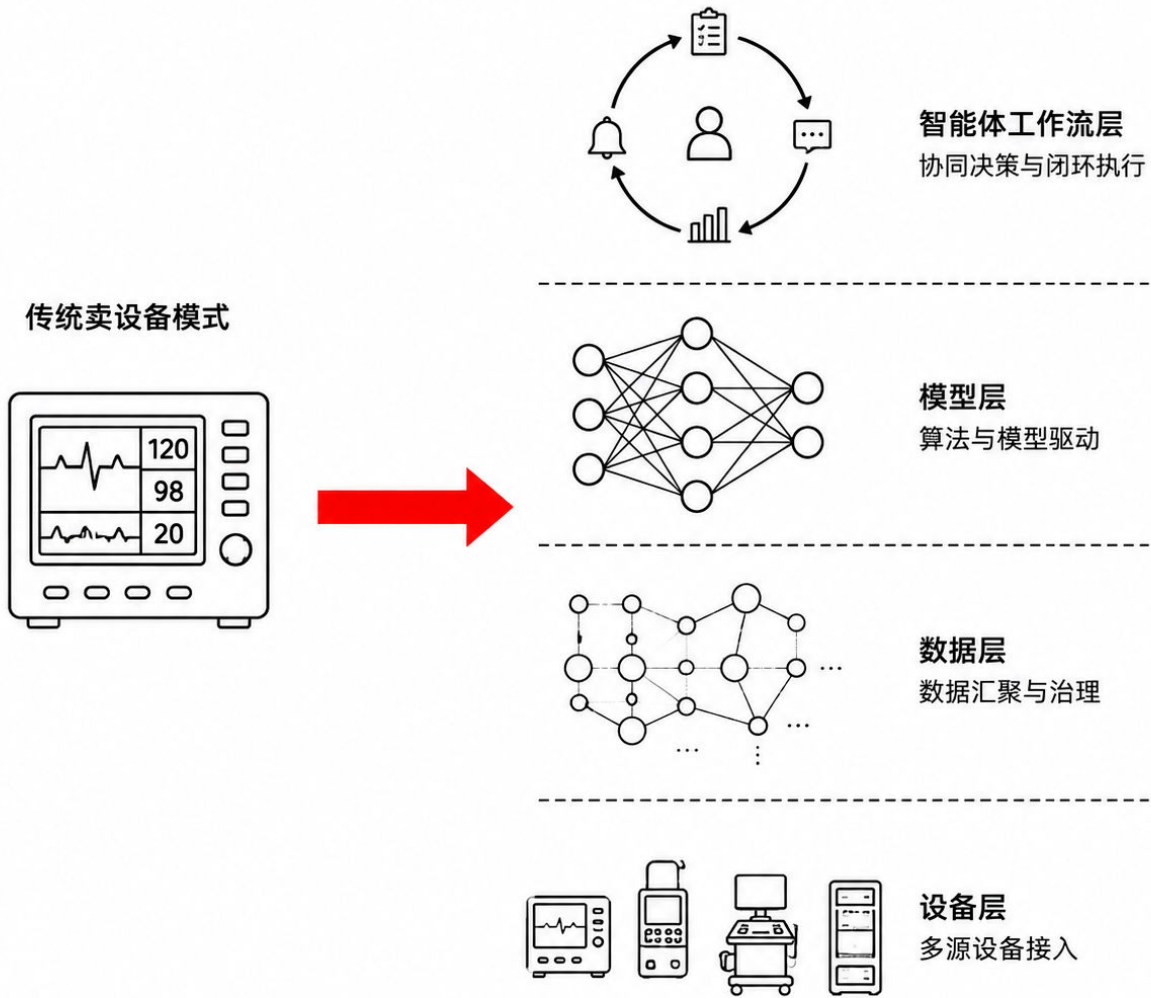 传统卖设备模式
120
98
20
智能体工作流层
协同决策与闭环执行
模型层
算法与模型驱动
数据层
数据汇聚与治理
设备层
多源设备接入